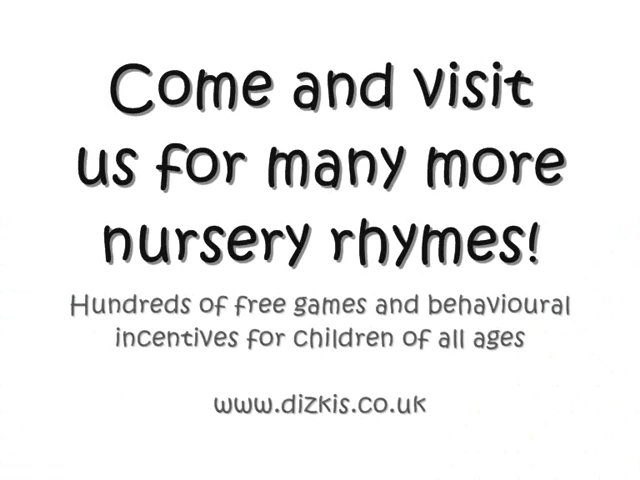 Come and visit
us for many more
nursery rhymes!
Hundreds of free games and behavioural
incentives for children of all ages
www.dizkis.co.uk